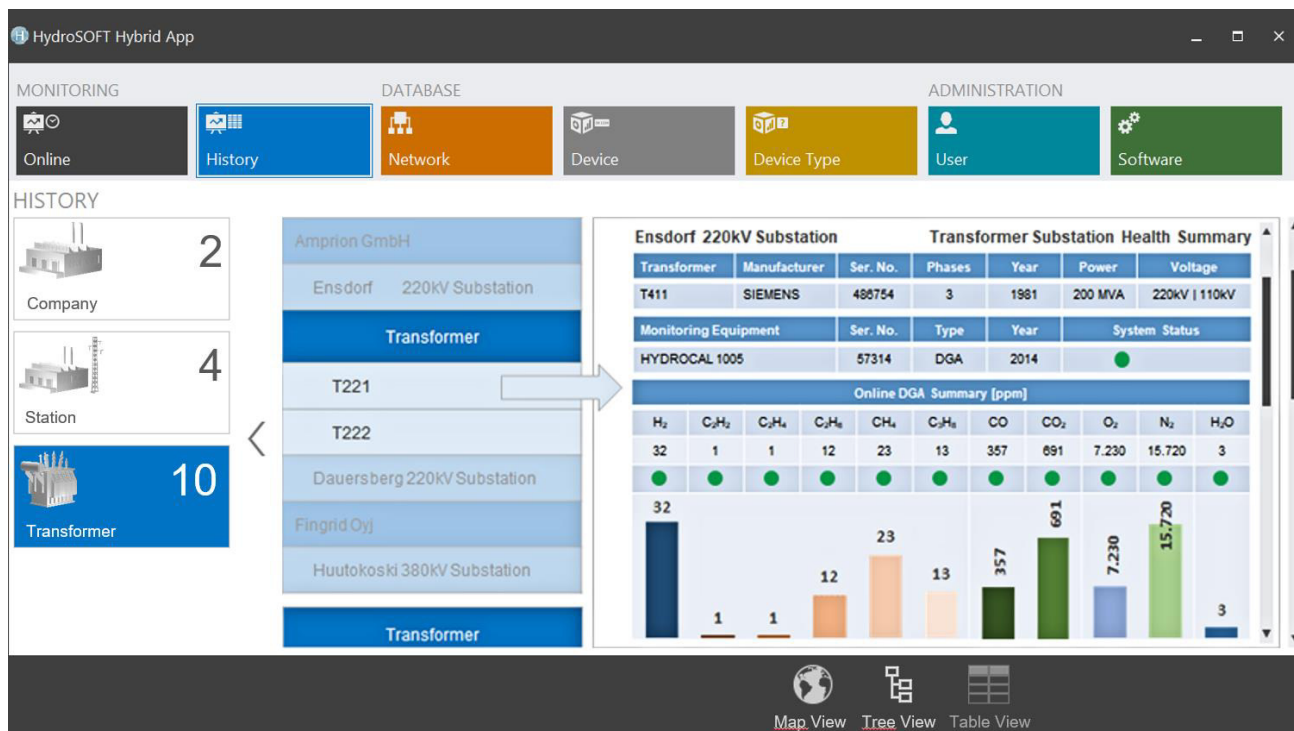 HydroSOFT Hybrid App
MONITORING DATABASE ADMINISTRATION
Online History Network Device Device Type User Software
HISTORY
2
Company
4
Station
10
Transformer
Amprion GmbH
Ensdorf 220kV Substation
Transformer
T221
T222
Dauersberg 220kV Substation
Fingrid Oyj
Huutokoski 380kV Substation
Transformer
Ensdorf 220kV Substation Transformer Substation Health Summary
Transformer Manufacturer Ser. No. Phases Year Power Voltage
T411 SIEMENS 486754 3 1981 200 MVA 220kV | 110kV
Monitoring Equipment Ser. No. Type Year System Status
HYDROCAL 1005 57314 DGA 2014
Online DGA Summary [ppm]
H₂ C₂H₂ C₂H₄ C₂H₆ CH₄ C₃H₈ CO CO₂ O₂ N₂ H₂O
32 1 1 12 23 13 357 691 7.230 15.720 3
32 1 1 12 23 13 357 691 7.230 15.720 3
Map View Tree View Table View